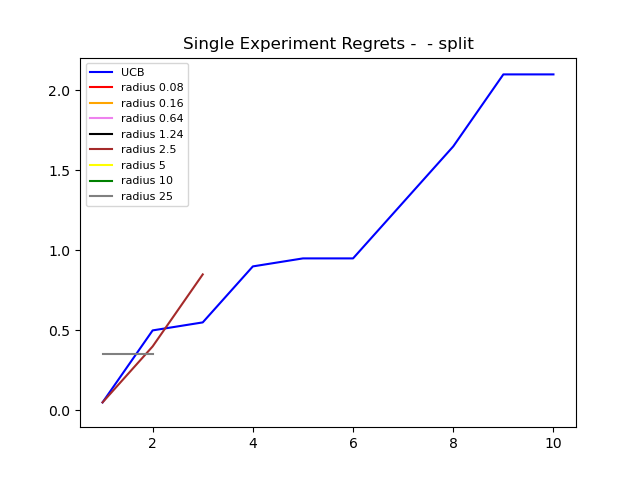 Single Experiment Regrets -  - split
UCB
radius 0.08
radius 0.16
radius 0.64
radius 1.24
radius 2.5
radius 5
radius 10
radius 25
2.0
1.5
1.0
0.5
0.0
2 4 6 8 10